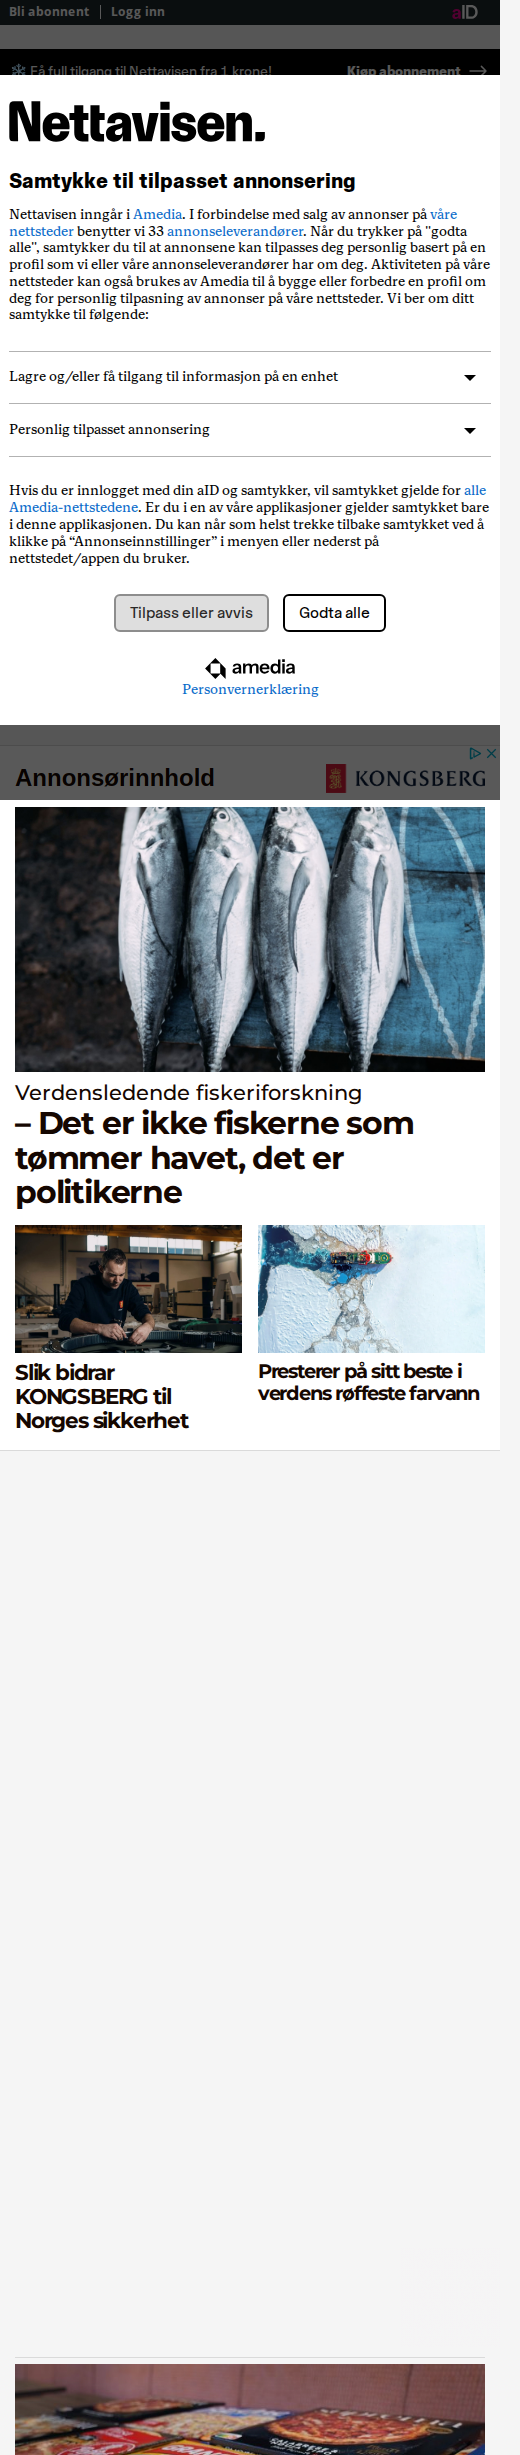 Bli abonnent
Logg inn
aID
Få full tilgang til Nettavisen fra 1 krone!
Kjøp abonnement
Nettavisen.
Samtykke til tilpasset annonsering
Nettavisen inngår i Amedia. I forbindelse med salg av annonser på våre
nettsteder benytter vi 33 annonseleverandører. Når du trykker på "godta
alle", samtykker du til at annonsene kan tilpasses deg personlig basert på en
profil som vi eller våre annonseleverandører har om deg. Aktiviteten på våre
nettsteder kan også brukes av Amedia til å bygge eller forbedre en profil om
deg for personlig tilpasning av annonser på våre nettsteder. Vi ber om ditt
samtykke til følgende:
Lagre og/eller få tilgang til informasjon på en enhet
Personlig tilpasset annonsering
Hvis du er innlogget med din aID og samtykker, vil samtykket gjelde for alle
Amedia-nettstedene. Er du i en av våre applikasjoner gjelder samtykket bare
i denne applikasjonen. Du kan når som helst trekke tilbake samtykket ved å
klikke på “Annonseinnstillinger” i menyen eller nederst på
nettstedet/appen du bruker.
Tilpass eller avvis
Godta alle
amedia
Personvernerklæring
Annonsørinnhold
KONGSBERG
Verdensledende fiskeriforskning
– Det er ikke fiskerne som
tømmer havet, det er
politikerne
Slik bidrar
KONGSBERG til
Norges sikkerhet
Presterer på sitt beste i
verdens røffeste farvann